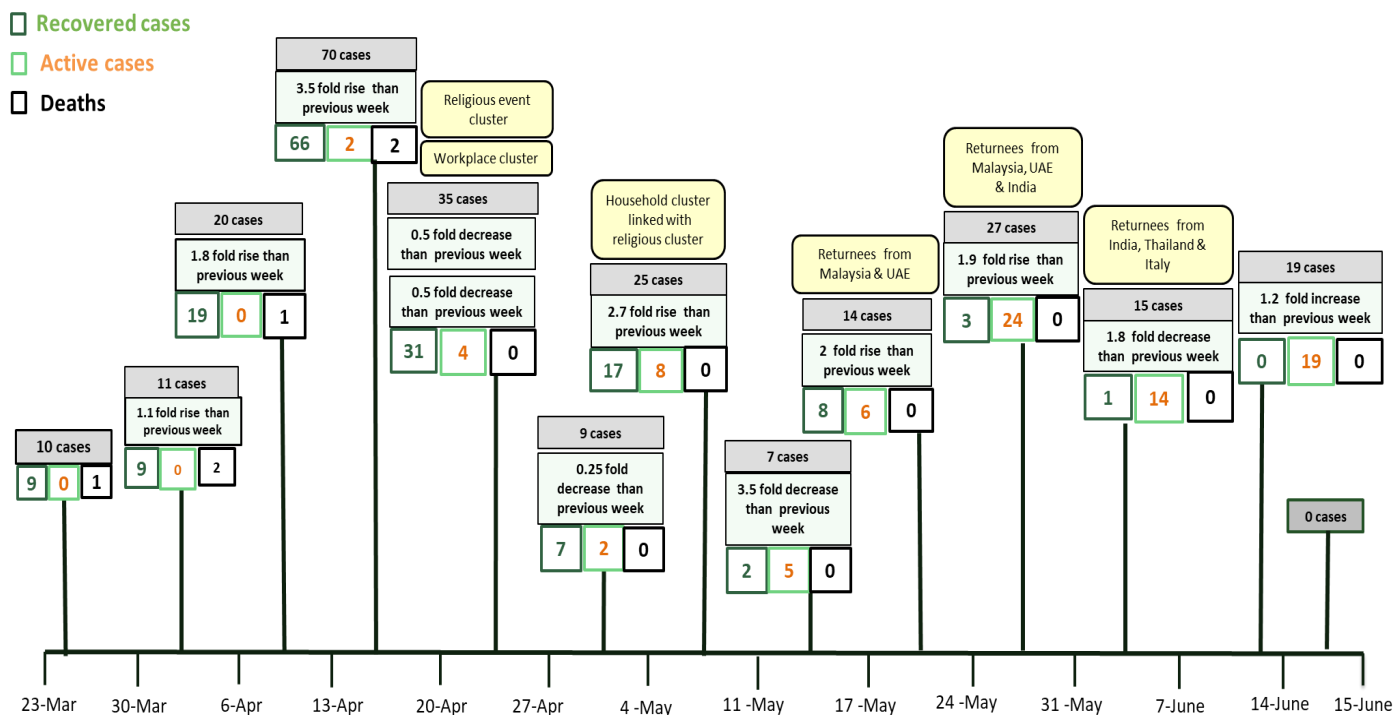 Recovered cases
Active cases
Deaths
10 cases
9 0 1
11 cases
1.1 fold rise than
previous week
9 0 2
20 cases
1.8 fold rise than
previous week
19 0 1
70 cases
3.5 fold rise than
previous week
66 2 2
Religious event
cluster
Workplace cluster
35 cases
0.5 fold decrease
than previous week
0.5 fold decrease
than previous week
31 4 0
9 cases
0.25 fold
decrease than
previous week
7 2 0
Household cluster
linked with
religious cluster
25 cases
2.7 fold rise than
previous week
17 8 0
7 cases
3.5 fold decrease
than previous
week
2 5 0
Returnees from
Malaysia & UAE
14 cases
2 fold rise than
previous week
8 6 0
Returnees from
Malaysia, UAE
& India
27 cases
1.9 fold rise than
previous week
3 24 0
Returnees from
India, Thailand &
Italy
15 cases
1.8 fold decrease
than previous week
1 14 0
19 cases
1.2 fold increase
than previous week
0 19 0
0 cases
23-Mar 30-Mar 6-Apr 13-Apr 20-Apr 27-Apr 4 -May 11 -May 17-May 24-May 31 -May 7-June 14-June 15-June